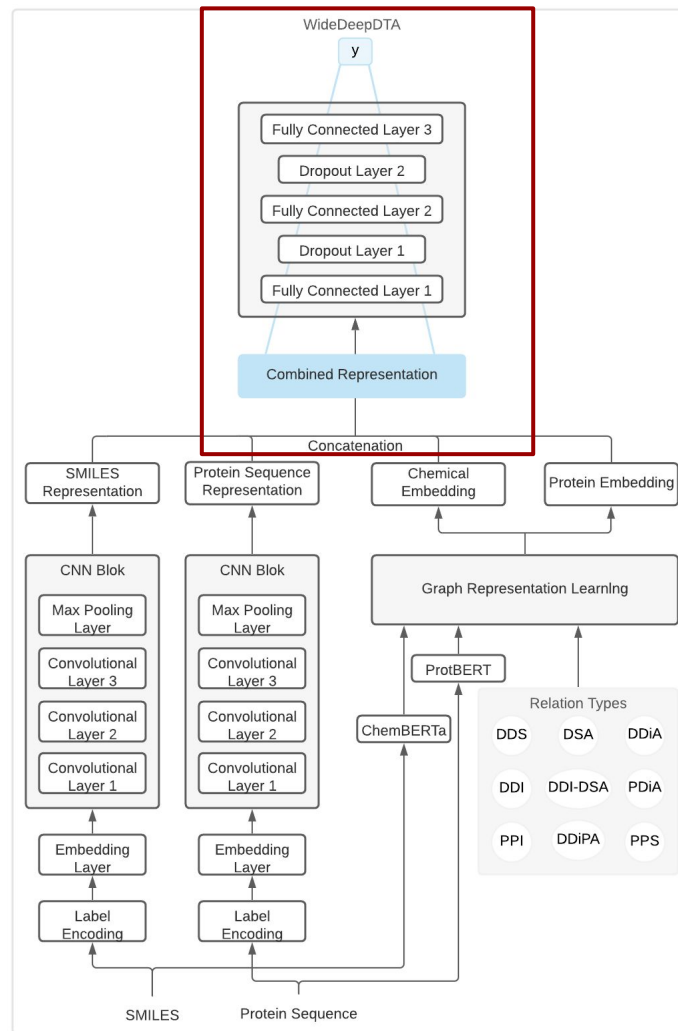 WideDeepDTA
y
Fully Connected Layer 3
Dropout Layer 2
Fully Connected Layer 2
Dropout Layer 1
Fully Connected Layer 1
Combined Representation
Concatenation
SMILES
Representation
Protein Sequence
Representation
Chemical
Embedding
Protein Embedding
CNN Blok
Max Pooling
Layer
Convolutional
Layer 3
Convolutional
Layer 2
Convolutional
Layer 1
Embedding
Layer
Label
Encoding
CNN Blok
Max Pooling
Layer
Convolutional
Layer 3
Convolutional
Layer 2
Convolutional
Layer 1
Embedding
Layer
Label
Encoding
Graph Representation LearnIng
ProtBERT
ChemBERTa
Relation Types
DDS DSA DDiA
DDI DDI-DSA PDiA
PPI DDiPA PPS
SMILES
Protein Sequence